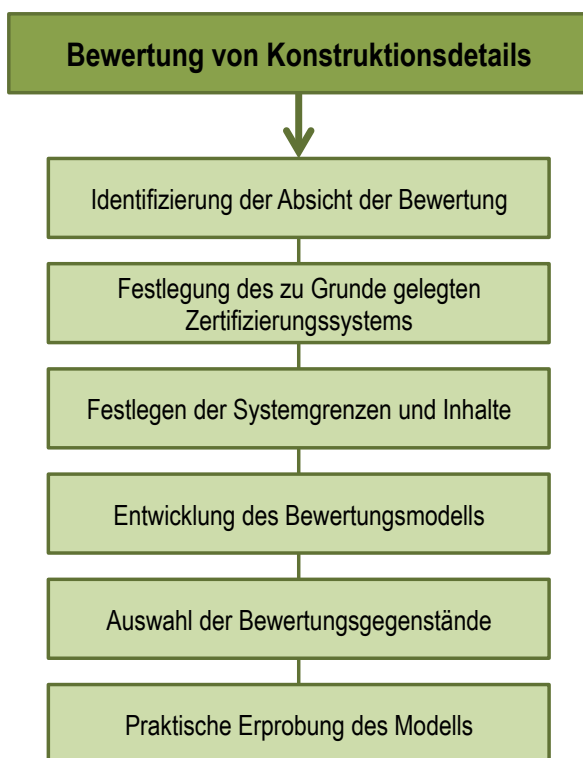 Bewertung von Konstruktionsdetails
Identifizierung der Absicht der Bewertung
Festlegung des zu Grunde gelegten
Zertifizierungssystems
Festlegen der Systemgrenzen und Inhalte
Entwicklung des Bewertungsmodells
Auswahl der Bewertungsgegenstände
Praktische Erprobung des Modells